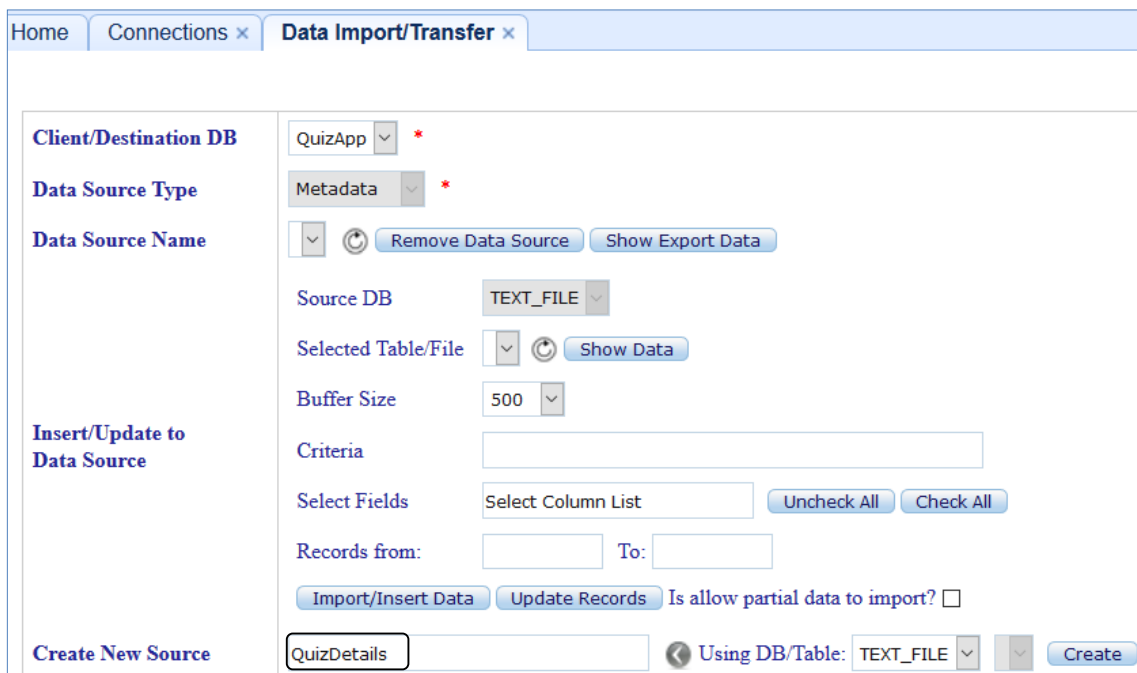 Home Connections × Data Import/Transfer ×
Client/Destination DB QuizApp *
Data Source Type Metadata *
Data Source Name Remove Data Source Show Export Data
Source DB TEXT_FILE
Selected Table/File Show Data
Buffer Size 500
Insert/Update to
Data Source
Criteria
Select Fields Select Column List Uncheck All Check All
Records from: To:
Import/Insert Data Update Records Is allow partial data to import?
Create New Source QuizDetails Using DB/Table: TEXT_FILE Create